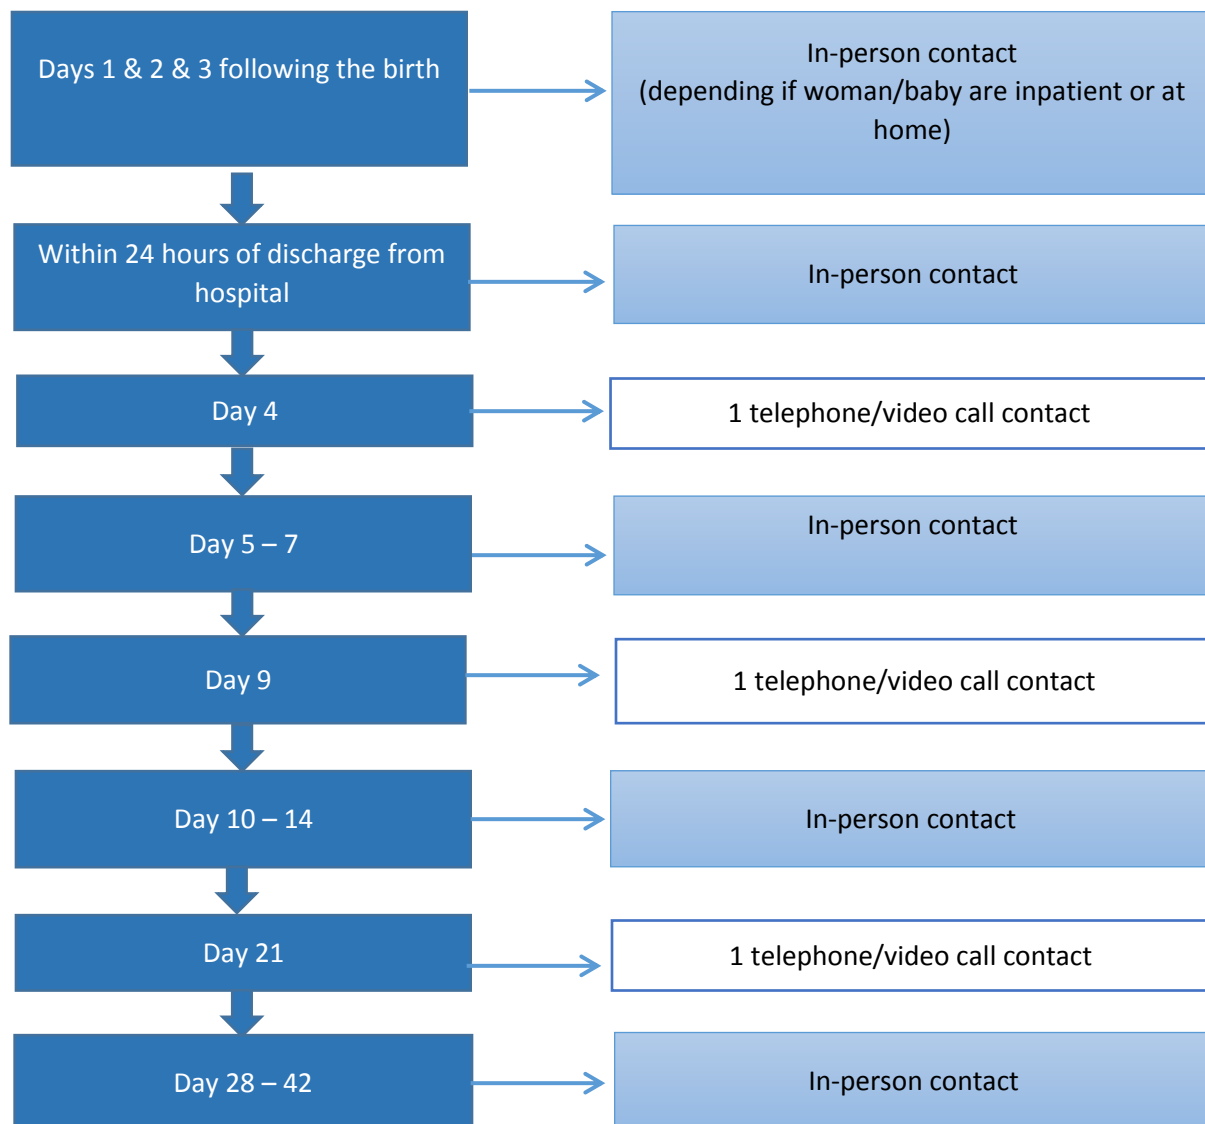 Days 1 & 2 & 3 following the birth
In-person contact
(depending if woman/baby are inpatient or at
home)
Within 24 hours of discharge from
hospital
In-person contact
Day 4
1 telephone/video call contact
Day 5 – 7
In-person contact
Day 9
1 telephone/video call contact
Day 10 – 14
In-person contact
Day 21
1 telephone/video call contact
Day 28 – 42
In-person contact